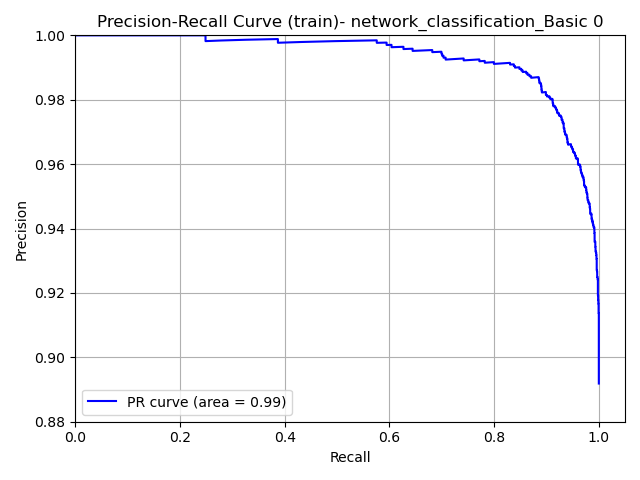 Precision-Recall Curve (train)- network_classification_Basic 0
1.00
0.98
0.96
0.94
0.92
0.90
0.88
Precision
PR curve (area = 0.99)
0.0 0.2 0.4 0.6 0.8 1.0
Recall